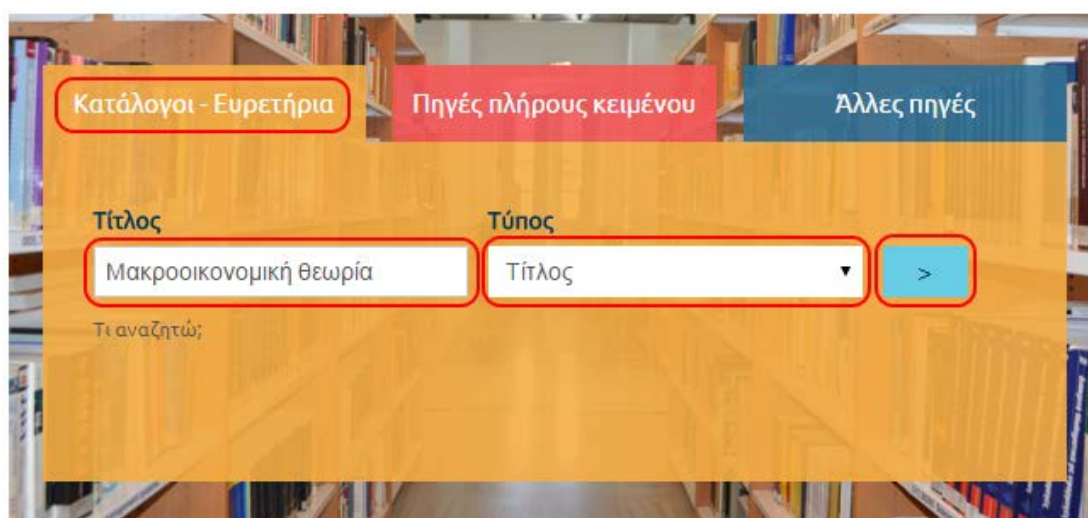 Κατάλογοι - Ευρετήρια
Πηγές πλήρους κειμένου
Άλλες πηγές
Τίτλος
Τύπος
Μακροοικονομική θεωρία
Τίτλος
>
Τι αναζητώ;